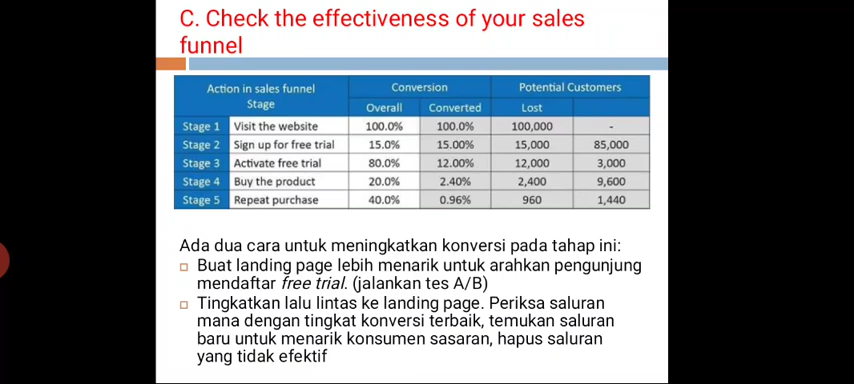 C. Check the effectiveness of your sales
funnel
Action in sales funnel Conversion Potential Customers
Stage Overall Converted Lost
Stage 1 Visit the website 100.0% 100.0% 100,000 -
Stage 2 Sign up for free trial 15.0% 15.00% 15,000 85,000
Stage 3 Activate free trial 80.0% 12.00% 12,000 3,000
Stage 4 Buy the product 20.0% 2.40% 2,400 9,600
Stage 5 Repeat purchase 40.0% 0.96% 960 1,440
Ada dua cara untuk meningkatkan konversi pada tahap ini:
Buat landing page lebih menarik untuk arahkan pengunjung
mendaftar free trial. (jalankan tes A/B)
Tingkatkan lalu lintas ke landing page. Periksa saluran
mana dengan tingkat konversi terbaik, temukan saluran
baru untuk menarik konsumen sasaran, hapus saluran
yang tidak efektif